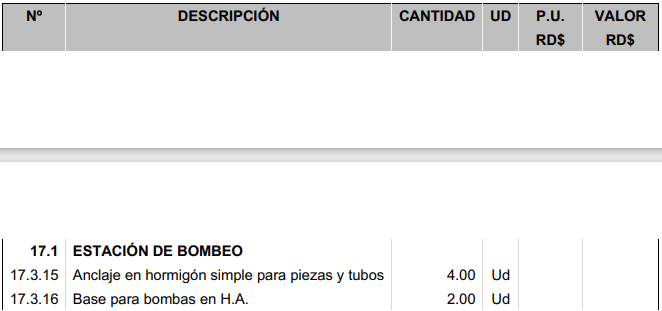 Nº DESCRIPCIÓN CANTIDAD UD P.U. RD$ VALOR RD$
17.1 ESTACIÓN DE BOMBEO
17.3.15 Anclaje en hormigón simple para piezas y tubos 4.00 Ud
17.3.16 Base para bombas en H.A. 2.00 Ud